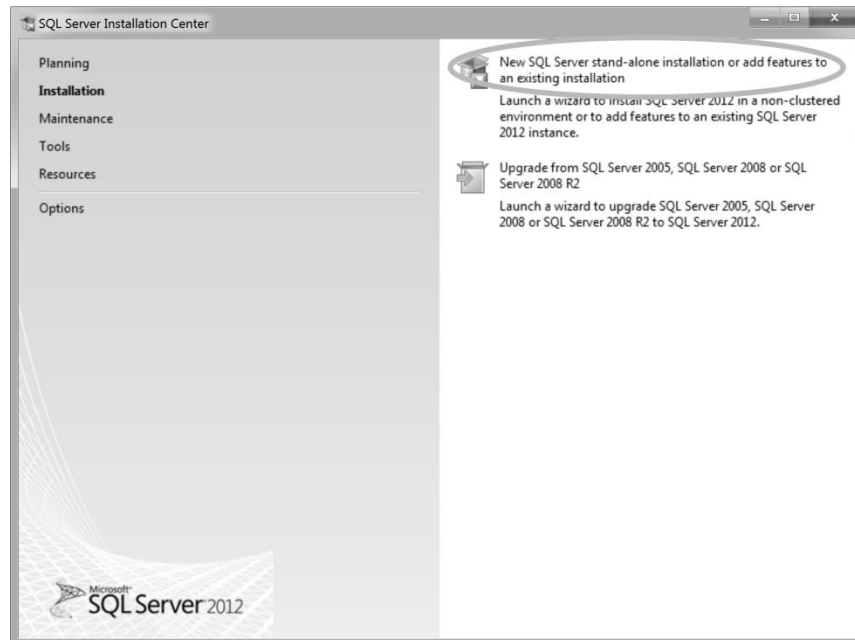 SQL Server Installation Center
Planning
Installation
Maintenance
Tools
Resources
Options
New SQL Server stand-alone installation or add features to
an existing installation
Launch a wizard to install SQL Server 2012 in a non-clustered
environment or to add features to an existing SQL Server
2012 instance.
Upgrade from SQL Server 2005, SQL Server 2008 or SQL
Server 2008 R2
Launch a wizard to upgrade SQL Server 2005, SQL Server
2008 or SQL Server 2008 R2 to SQL Server 2012.
Microsoft®
SQL Server® 2012